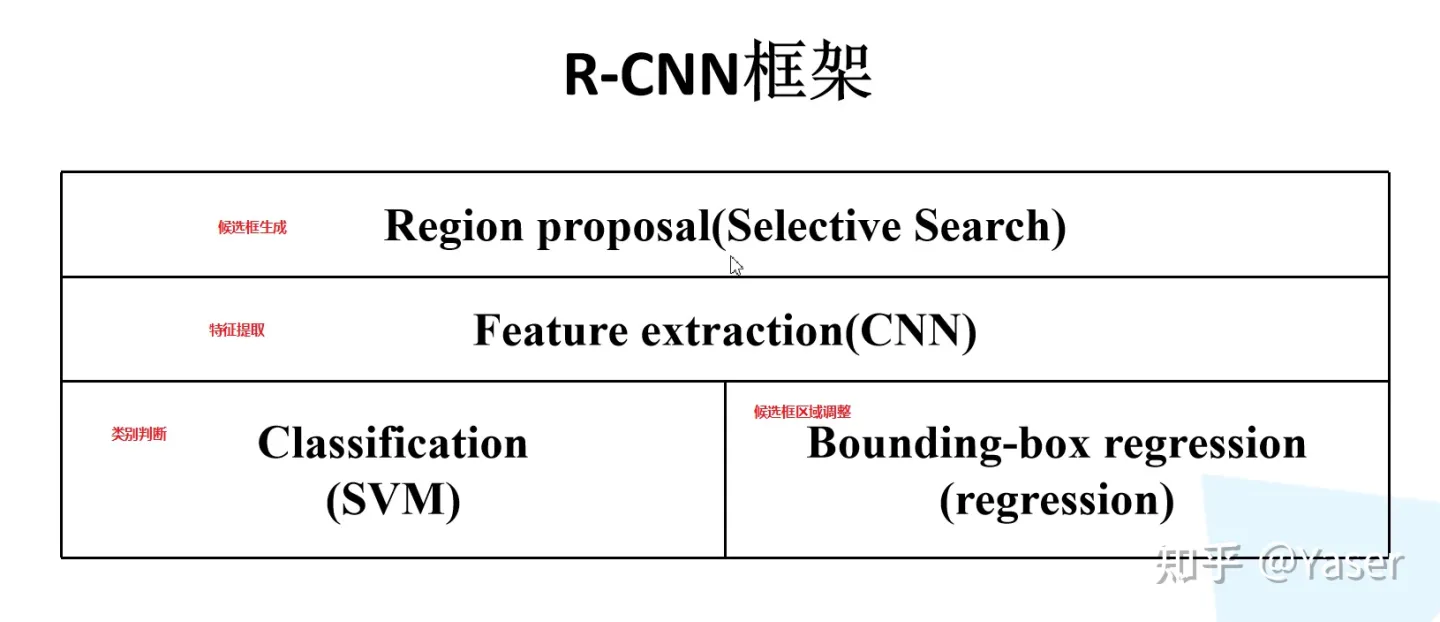 R-CNN框架
候选框生成
Region proposal(Selective Search)
特征提取
Feature extraction(CNN)
类别判断
Classification
(SVM)
候选框区域调整
Bounding-box regression
(regression)
知乎 @Yaser